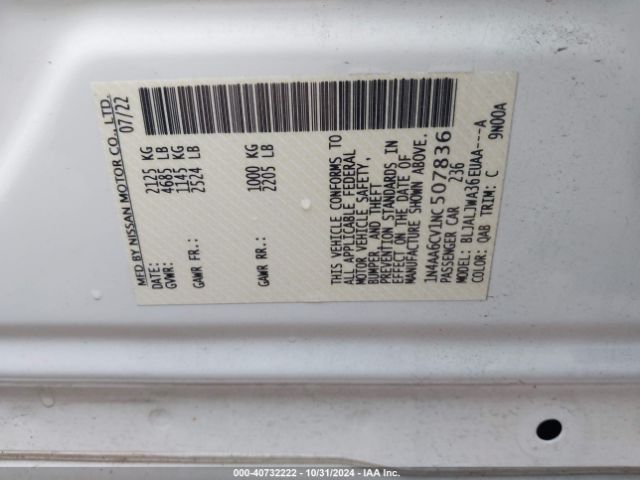 MFD BY NISSAN MOTOR CO., LTD.
DATE: 07/22
GVWR: 2125 KG
4685 LB
GAWR FR.: 1145 KG
2524 LB
GAWR RR.: 1000 KG
2205 LB
THIS VEHICLE CONFORMS TO
ALL APPLICABLE FEDERAL
MOTOR VEHICLE SAFETY,
BUMPER, AND THEFT
PREVENTION STANDARDS IN
EFFECT ON THE DATE OF
MANUFACTURE SHOWN ABOVE.
1N4AA6CV1NC507836
PASSENGER CAR 236
MODEL: BLJALJWA36EUAA---A
COLOR: QAB TRIM: C 9N00A
000-40732222 - 10/31/2024 - IAA Inc.